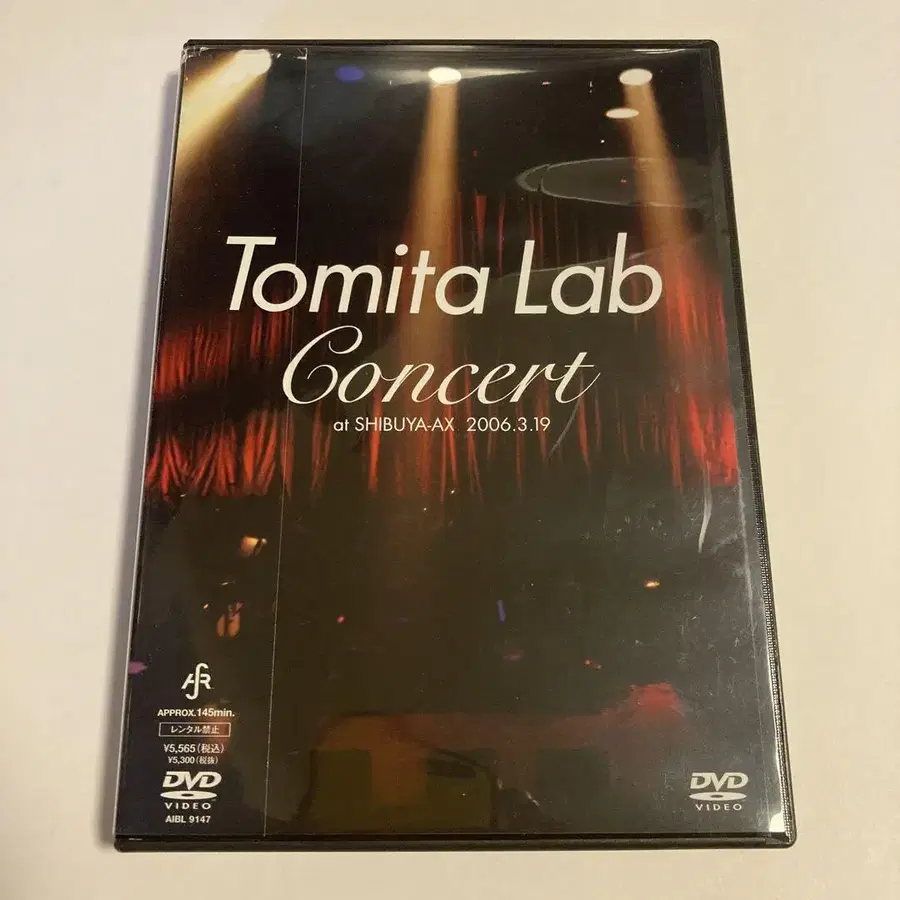 Tomita Lab
Concert
at SHIBUYA-AX 2006.3.19
APPROX.145min.
レンタル禁止
¥5,565(税込)
¥5,300(税抜)
DVD
VIDEO
AIBL 9147
DVD
VIDEO